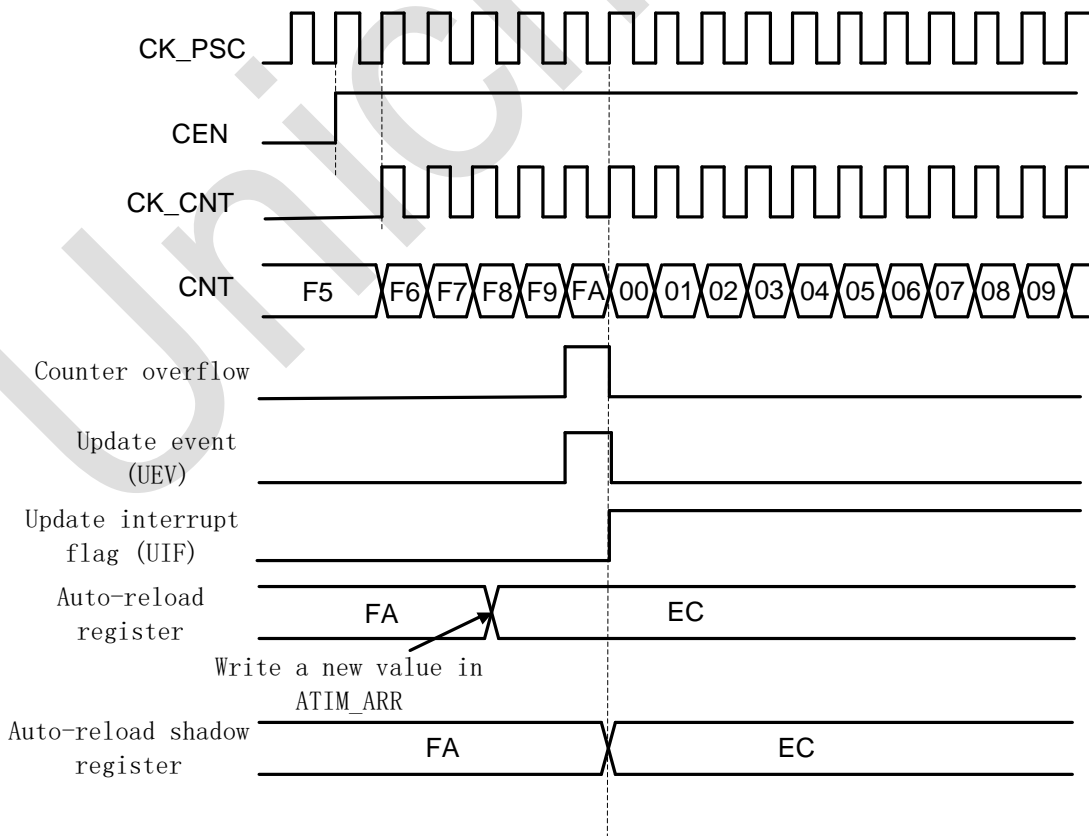 CK_PSC
CEN
CK_CNT
CNT
F5 F6 F7 F8 F9 FA 00 01 02 03 04 05 06 07 08 09
Counter overflow
Update event
(UEV)
Update interrupt
flag (UIF)
Auto-reload
register
FA EC
Write a new value in
ATIM_ARR
Auto-reload shadow
register
FA EC